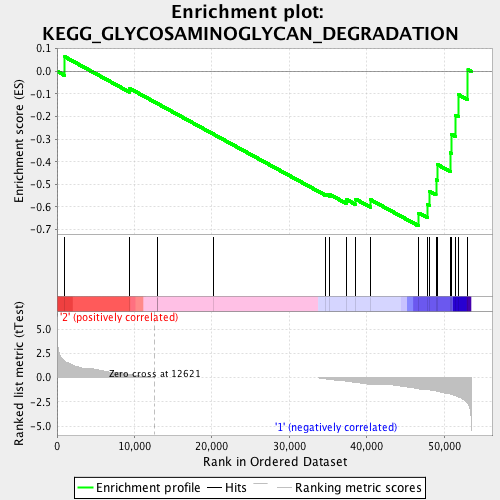 Enrichment plot:
KEGG_GLYCOSAMINOGLYCAN_DEGRADATION
Enrichment score (ES)
0.1
0.0
-0.1
-0.2
-0.3
-0.4
-0.5
-0.6
-0.7
'2' (positively correlated)
Ranked list metric (tTest)
5.0
2.5
0.0
-2.5
-5.0
Zero cross at 12621
'1' (negatively correlated)
0
10,000
20,000
30,000
40,000
50,000
Rank in Ordered Dataset
Enrichment profile
Hits
Ranking metric scores